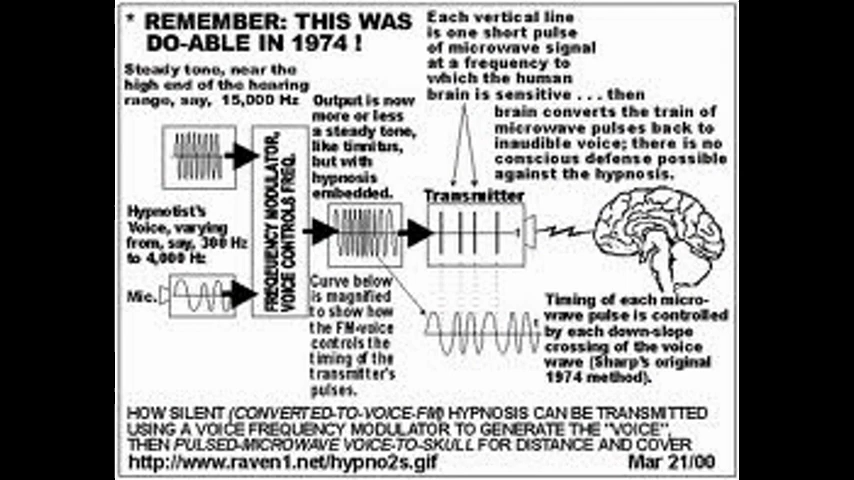 * REMEMBER: THIS WAS
DO-ABLE IN 1974 !
Each vertical line
is one short pulse
of microwave signal
at a frequency to
which the human
brain is sensitive . . . then
Steady tone, near the
high end of the hearing
range, say, 15,000 Hz
Output is now
more or less
a steady tone,
like tinnitus,
but with
hypnosis
embedded.
brain converts the train of
microwave pulses back to
inaudible voice; there is no
conscious defense possible
against the hypnosis.
FREQEUENCY MODULATOR,
VOICE CONTROLS FREQ.
Transmitter
t
Hypnotist's
Voice, varying
from, say, 300 Hz
to 4,000 Hz
Mic.
Curve below
is magnified
to show how
the FM-voice
controls the
timing of the
transmitter's
pulses.
t
Timing of each micro-
wave pulse is controlled
by each down-slope
crossing of the voice
wave (Sharp's original
1974 method).
HOW SILENT (CONVERTED-TO-VOICE-FM) HYPNOSIS CAN BE TRANSMITTED
USING A VOICE FREQUENCY MODULATOR TO GENERATE THE "VOICE",
THEN PULSED-MICROWAVE VOICE-TO-SKULL FOR DISTANCE AND COVER
http://www.raven1.net/hypno2s.gif
Mar 21/00